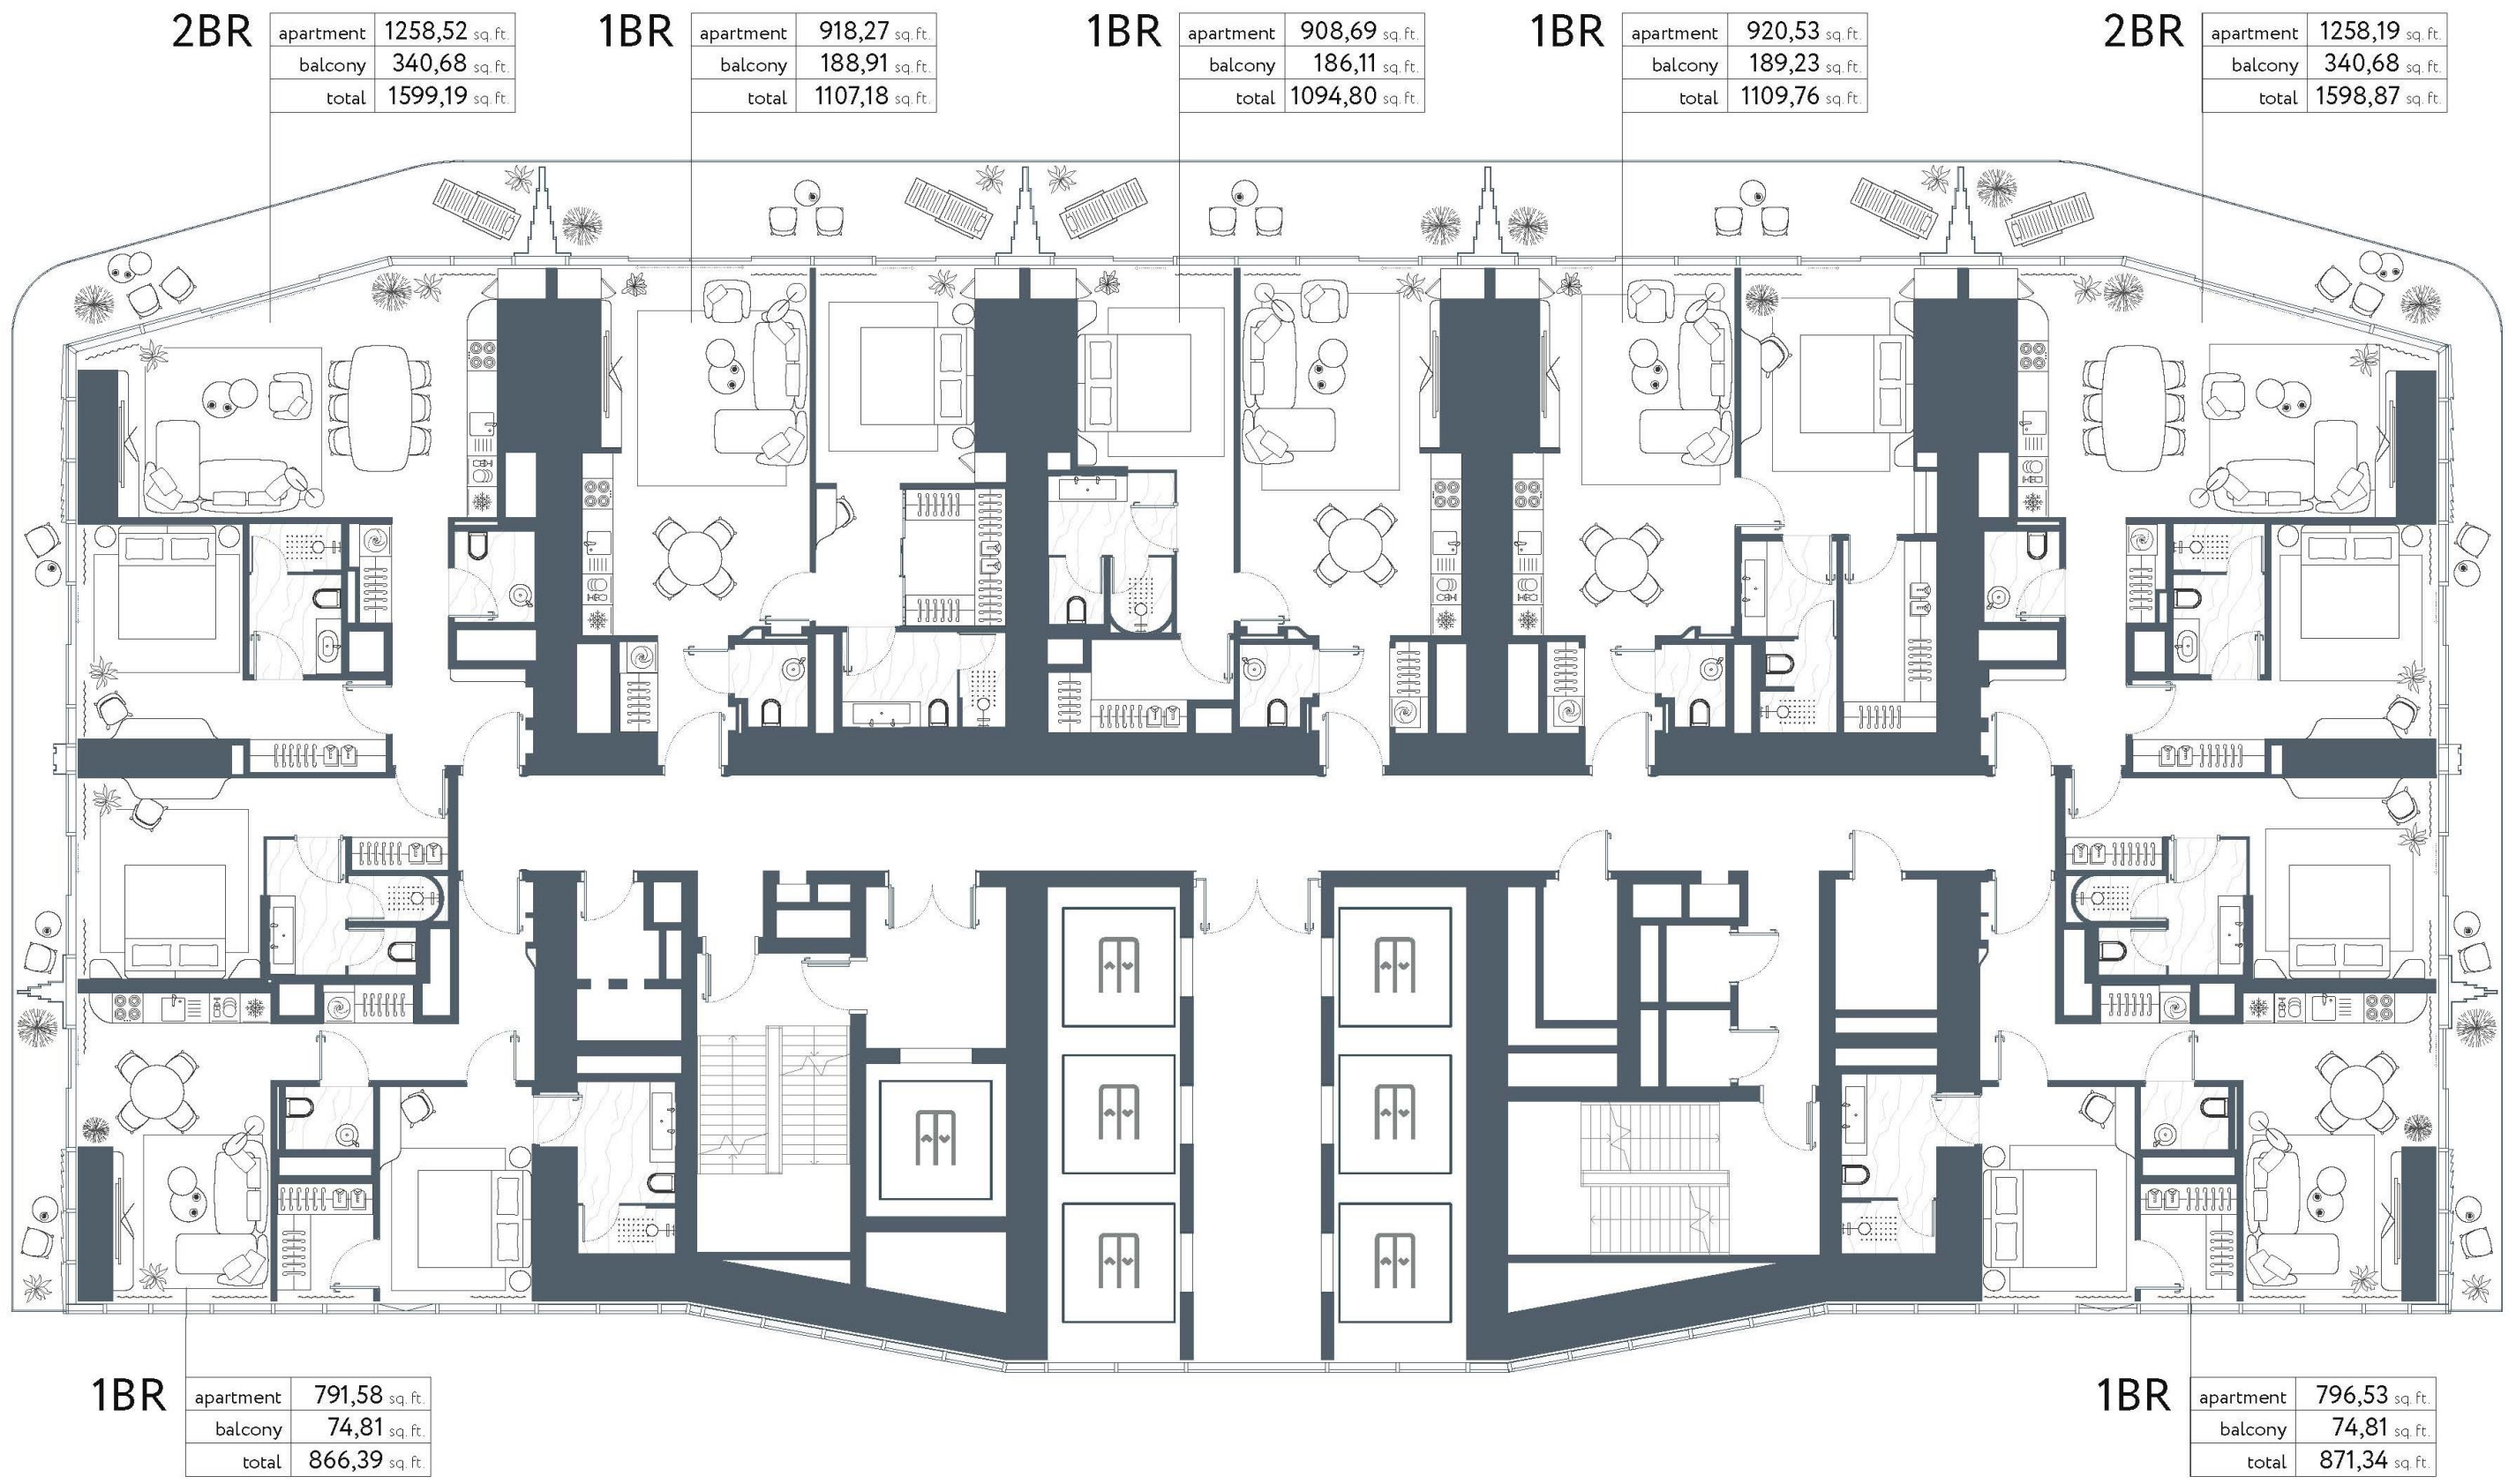 2BR
apartment 1258,52 sq. ft.
balcony 340,68 sq. ft.
total 1599,19 sq. ft.
1BR
apartment 918,27 sq. ft.
balcony 188,91 sq. ft.
total 1107,18 sq. ft.
1BR
apartment 908,69 sq. ft.
balcony 186,11 sq. ft.
total 1094,80 sq. ft.
1BR
apartment 920,53 sq. ft.
balcony 189,23 sq. ft.
total 1109,76 sq. ft.
2BR
apartment 1258,19 sq. ft.
balcony 340,68 sq. ft.
total 1598,87 sq. ft.
1BR
apartment 791,58 sq. ft.
balcony 74,81 sq. ft.
total 866,39 sq. ft.
1BR
apartment 796,53 sq. ft.
balcony 74,81 sq. ft.
total 871,34 sq. ft.